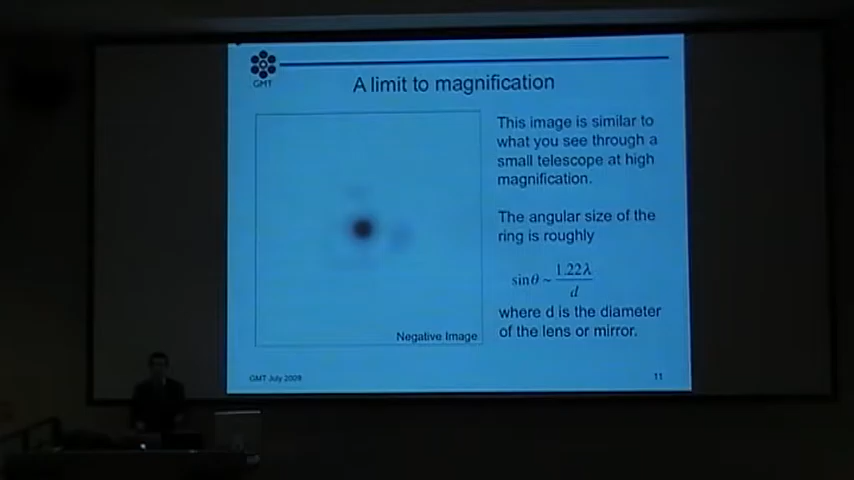 GMT
A limit to magnification
This image is similar to
what you see through a
small telescope at high
magnification.
The angular size of the
ring is roughly
sinθ ~ 1.22λ / d
where d is the diameter
of the lens or mirror.
Negative Image
GMT July 2009
11